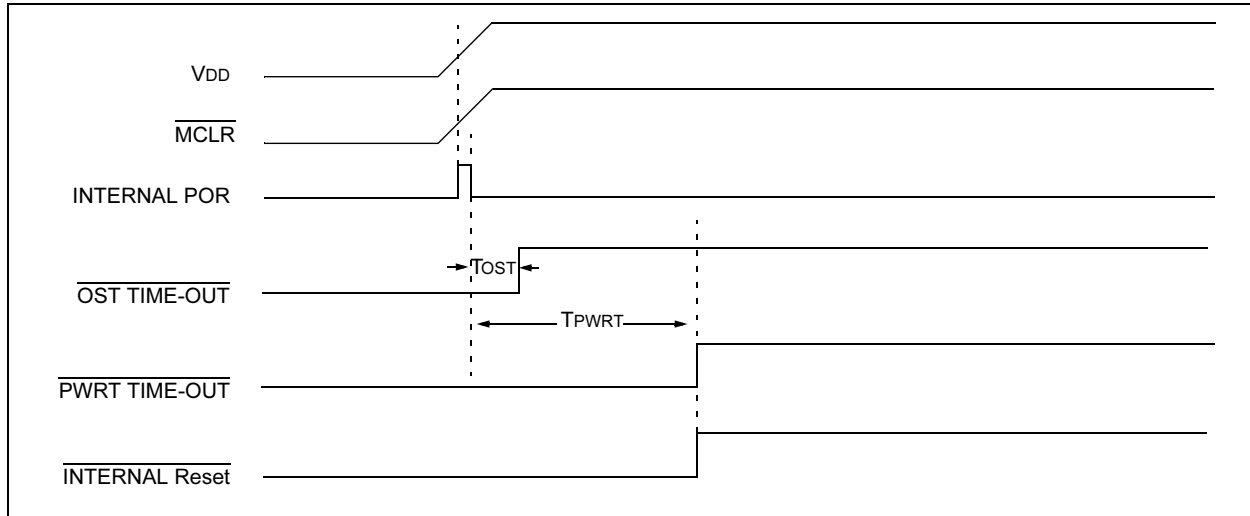 VDD
MCLR
INTERNAL POR
TOST
OST TIME-OUT
TPWRT
PWRT TIME-OUT
INTERNAL Reset